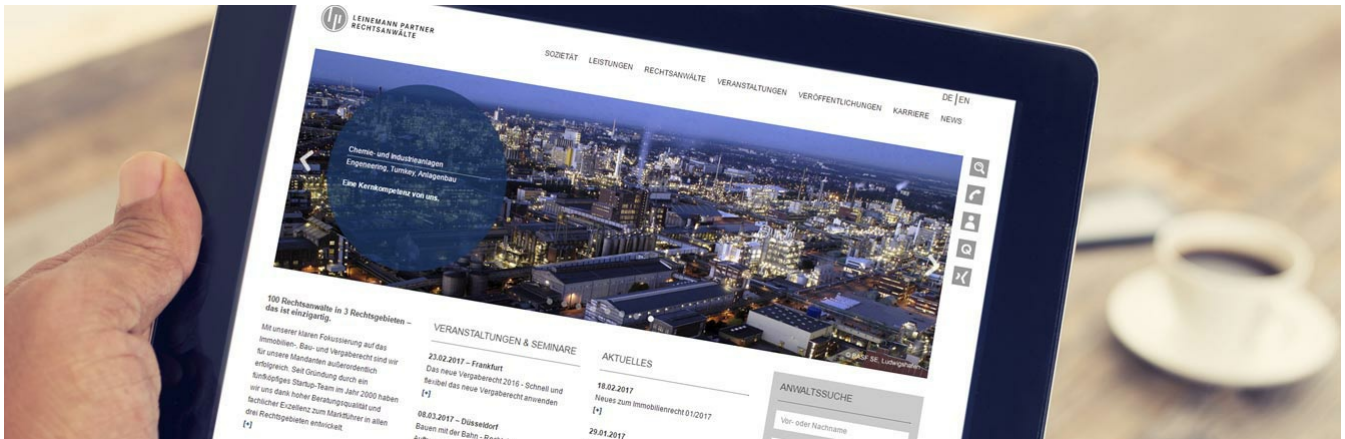 LEINEMANN PARTNER
RECHTSANWÄLTE
SOZIETÄT LEISTUNGEN RECHTSANWÄLTE VERANSTALTUNGEN VERÖFFENTLICHUNGEN KARRIERE NEWS
DE | EN
Chemie- und Industrieanlagen
Engeneering, Turnkey, Anlagenbau
Eine Kernkompetenz von uns.
© BASF SE, Ludwigshafen
100 Rechtsanwälte in 3 Rechtsgebieten –
das ist einzigartig.
Mit unserer klaren Fokussierung auf das
Immobilien-, Bau- und Vergaberecht sind wir
für unsere Mandanten außerordentlich
erfolgreich. Seit Gründung durch ein
fünfköpfiges Startup-Team im Jahr 2000 haben
wir uns dank hoher Beratungsqualität und
fachlicher Exzellenz zum Marktführer in allen
drei Rechtsgebieten entwickelt.
[+]
VERANSTALTUNGEN & SEMINARE
23.02.2017 – Frankfurt
Das neue Vergaberecht 2016 - Schnell und
flexibel das neue Vergaberecht anwenden
[+]
08.03.2017 – Düsseldorf
Bauen mit der Bahn -
AKTUELLES
18.02.2017
Neues zum Immobilienrecht 01/2017
[+]
29.01.2017
ANWALTSSUCHE
Vor- oder Nachname